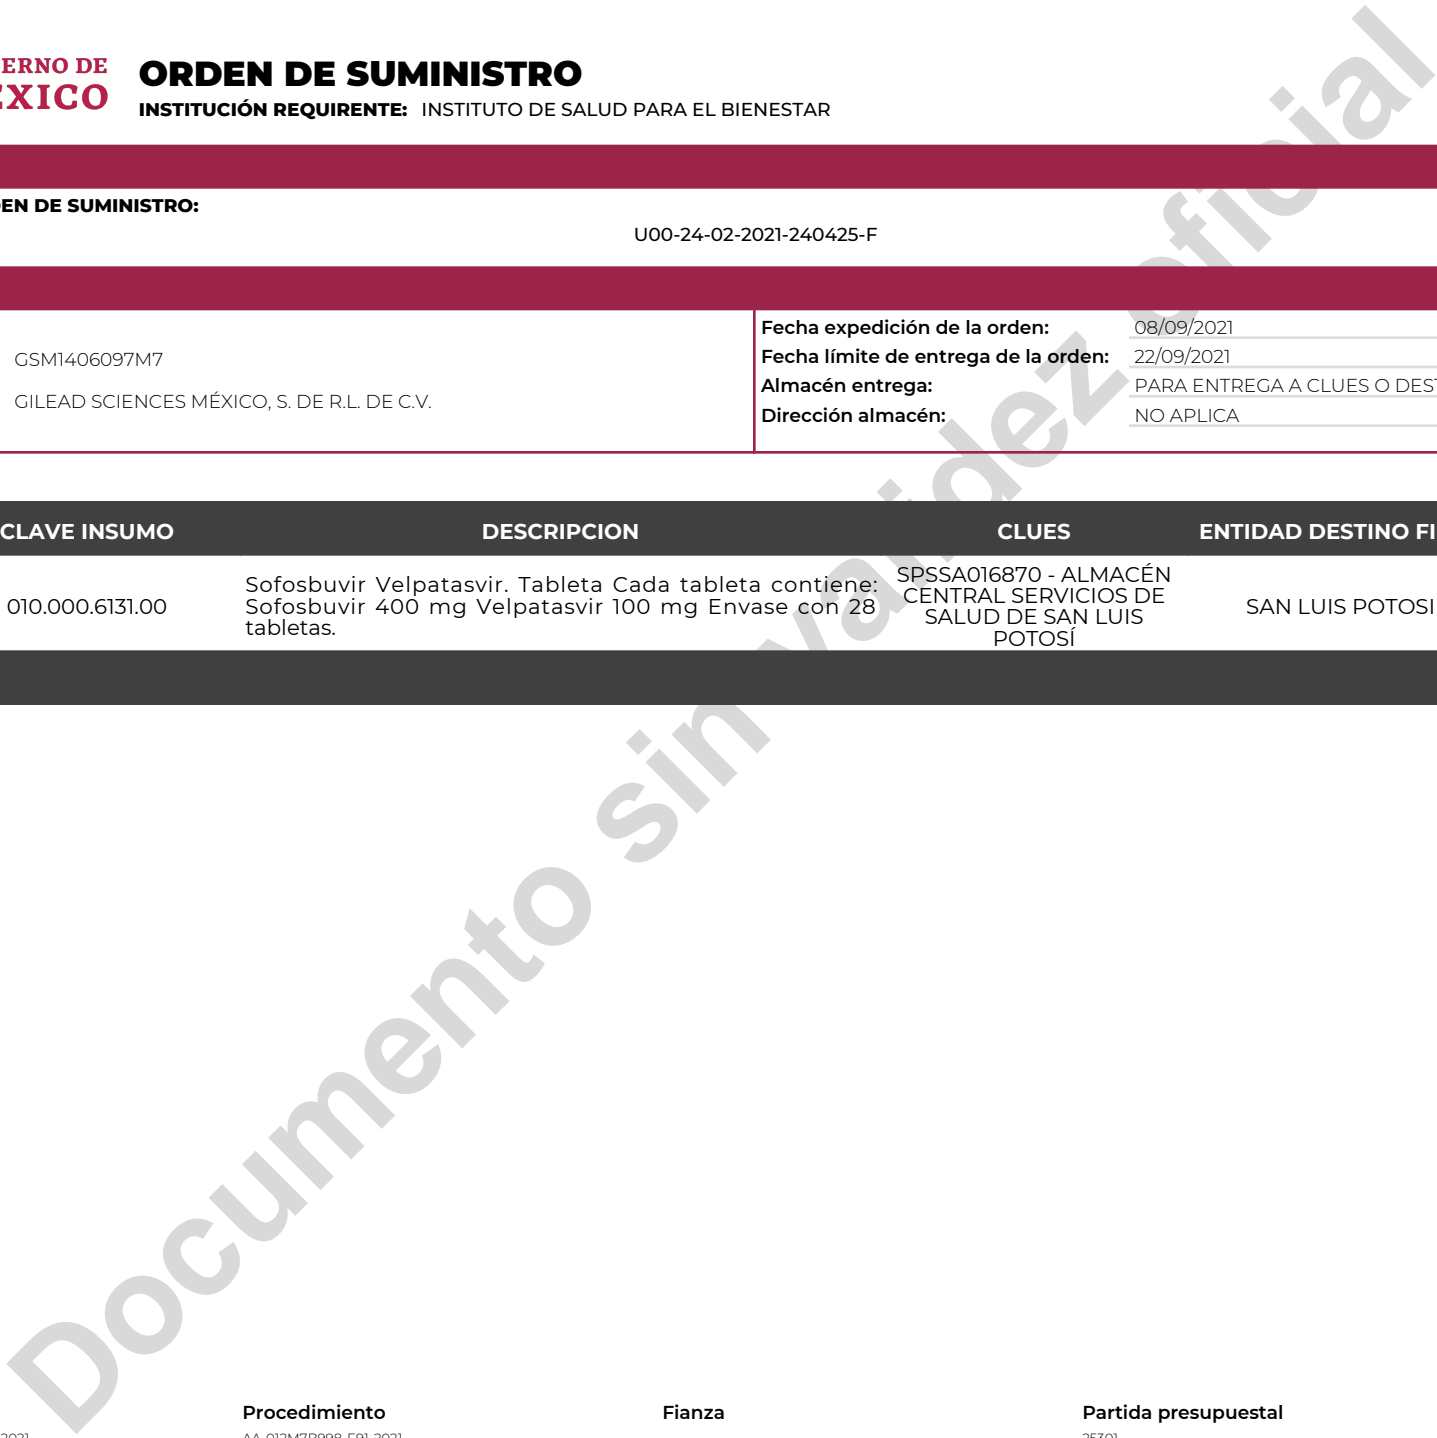 ERNO DE
ÉXICO
ORDEN DE SUMINISTRO
INSTITUCIÓN REQUIRENTE: INSTITUTO DE SALUD PARA EL BIENESTAR
EN DE SUMINISTRO:
U00-24-02-2021-240425-F
GSM1406097M7
GILEAD SCIENCES MÉXICO, S. DE R.L. DE C.V.
Fecha expedición de la orden: 08/09/2021
Fecha límite de entrega de la orden: 22/09/2021
Almacén entrega: PARA ENTREGA A CLUES O DEST
Dirección almacén: NO APLICA
CLAVE INSUMO DESCRIPCION CLUES ENTIDAD DESTINO FI
010.000.6131.00
Sofosbuvir Velpatasvir. Tableta Cada tableta contiene:
Sofosbuvir 400 mg Velpatasvir 100 mg Envase con 28
tabletas.
SPSSA016870 - ALMACÉN
CENTRAL SERVICIOS DE
SALUD DE SAN LUIS
POTOSÍ
SAN LUIS POTOSI
Documento sin validez oficial
Procedimiento Fianza Partida presupuestal